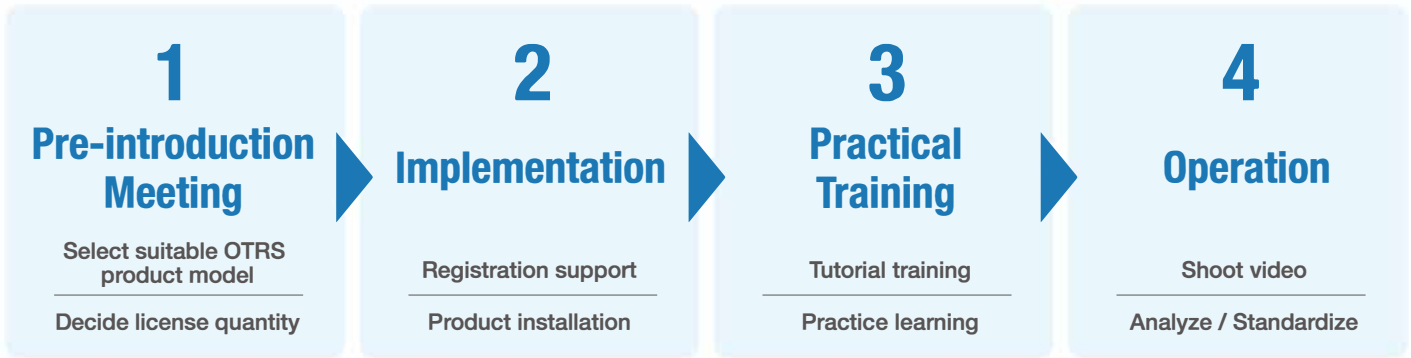 1
Pre-introduction
Meeting
Select suitable OTRS
product model
Decide license quantity
2
Implementation
Registration support
Product installation
3
Practical
Training
Tutorial training
Practice learning
4
Operation
Shoot video
Analyze / Standardize